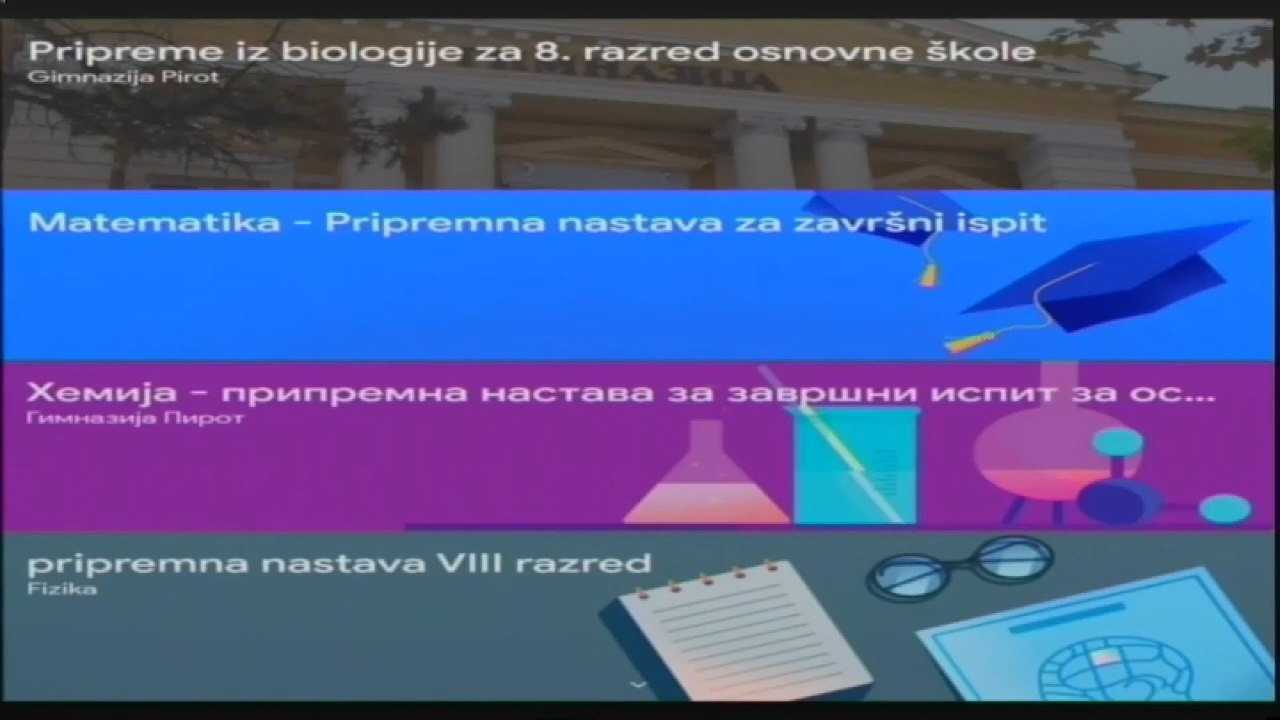 Pripreme iz biologije za 8. razred osnovne škole
Gimnazija Pirot
Matematika - Pripremna nastava za završni ispit
Хемија - припремна настава за завршни испит за ос...
Гимназија Пирот
pripremna nastava VIII razred
Fizika